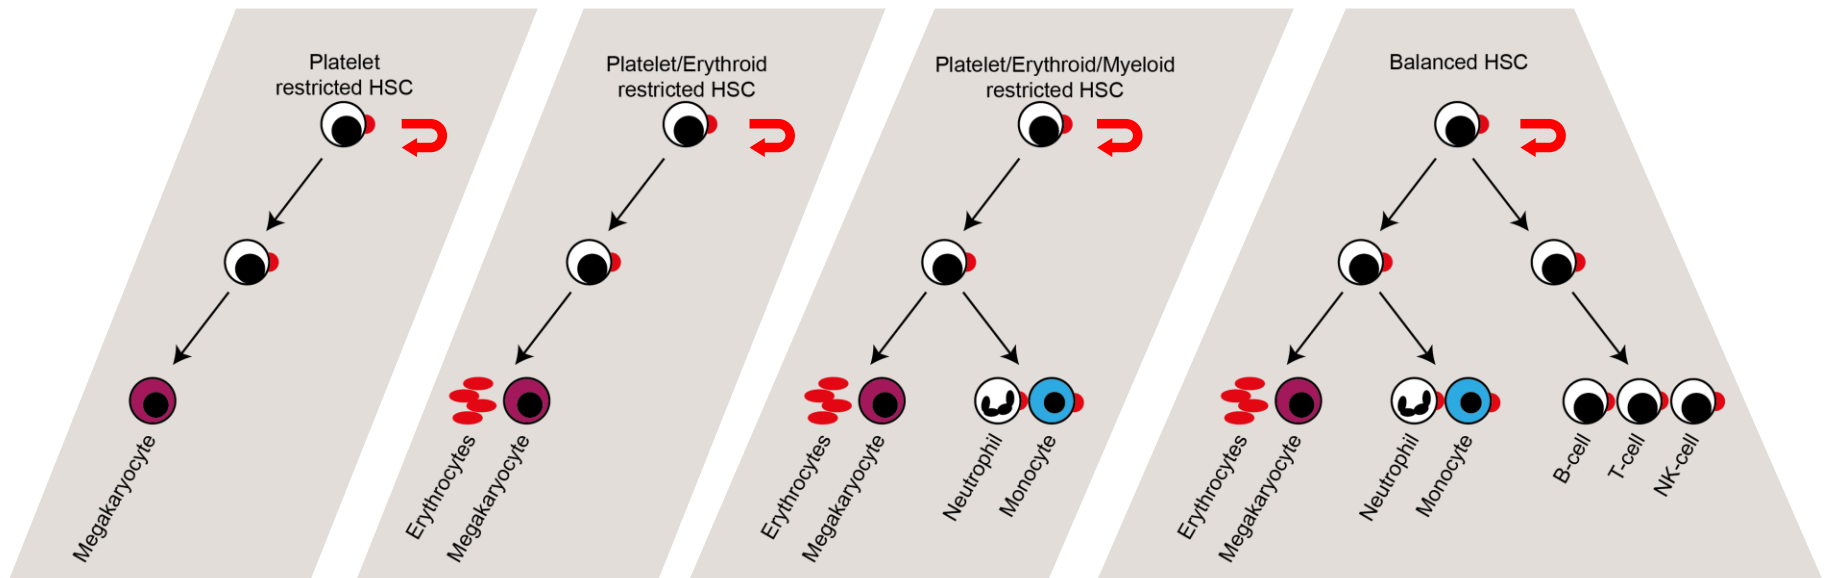 Platelet
restricted HSC
Megakaryocyte
Platelet/Erythroid
restricted HSC
Erythrocytes
Megakaryocyte
Platelet/Erythroid/Myeloid
restricted HSC
Erythrocytes
Megakaryocyte
Neutrophil
Monocyte
Balanced HSC
Erythrocytes
Megakaryocyte
Neutrophil
Monocyte
B-cell
T-cell
NK-cell